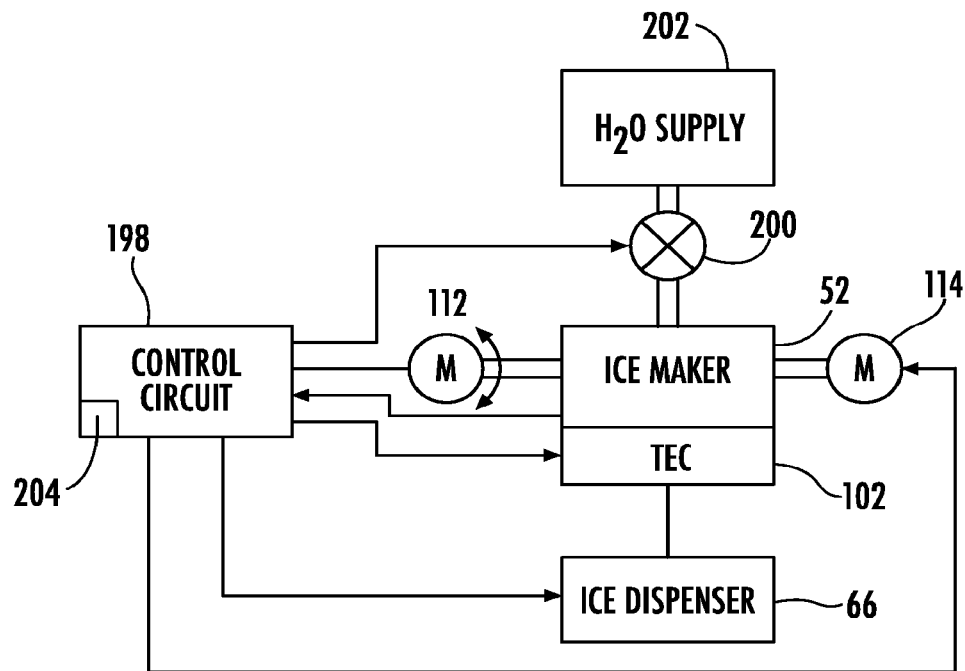 202
H₂O SUPPLY
198
200
112
52
114
CONTROL
CIRCUIT
M
ICE MAKER
M
204
TEC
102
ICE DISPENSER
66